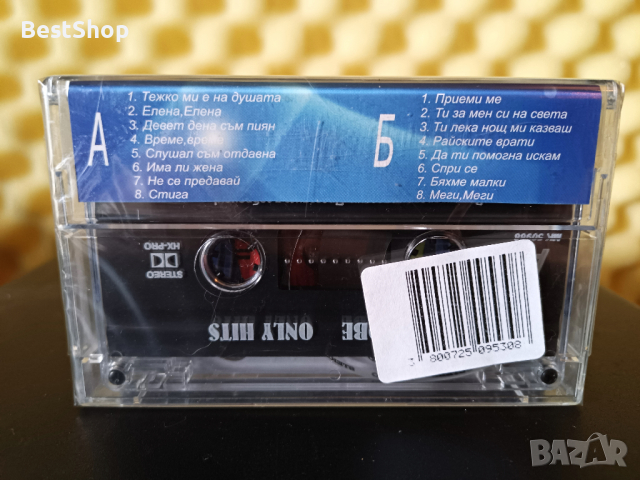 BestShop
А
1. Тежко ми е на душата
2. Елена,Елена
3. Девет дена съм пиян
4. Време,време
5. Слушал съм отдавна
6. Има ли жена
7. Не се предавай
8. Стига
Б
1. Приеми ме
2. Ти за мен си на света
3. Ти лека нощ ми казваш
4. Райските врати
5. Да ти помогна искам
6. Спри се
7. Бяхме малки
8. Меги,Меги
STEREO
HX-PRO
ONLY HITS
3 800725 095308
BAZAR